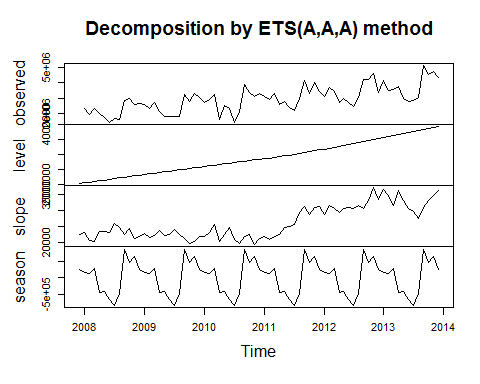 Decomposition by ETS(A,A,A) method
observed
5e+06
level
slope
season
20000
-5e+05
2008 2009 2010 2011 2012 2013 2014
Time